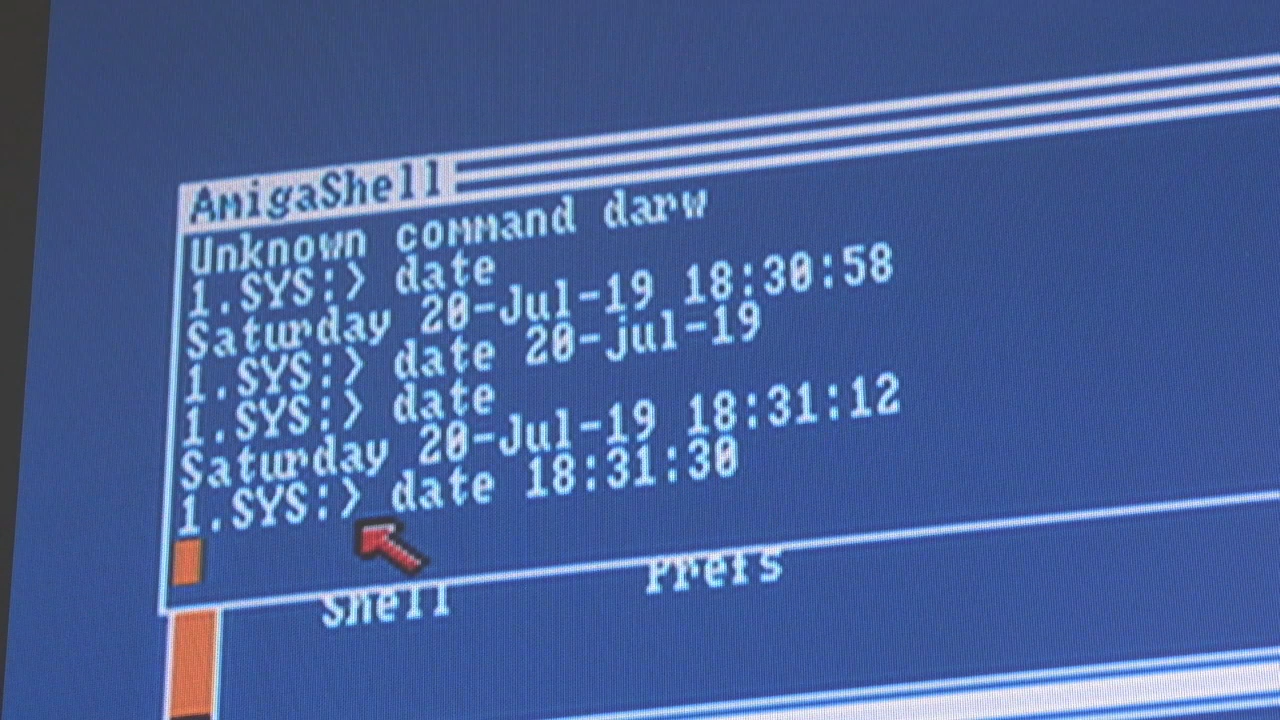 AmigaShell
Unknown command darw
1.SYS:> date
Saturday 20-Jul-19 18:30:58
1.SYS:> date 20-jul-19
1.SYS:> date
Saturday 20-Jul-19 18:31:12
1.SYS:> date 18:31:30
Shell Prefs